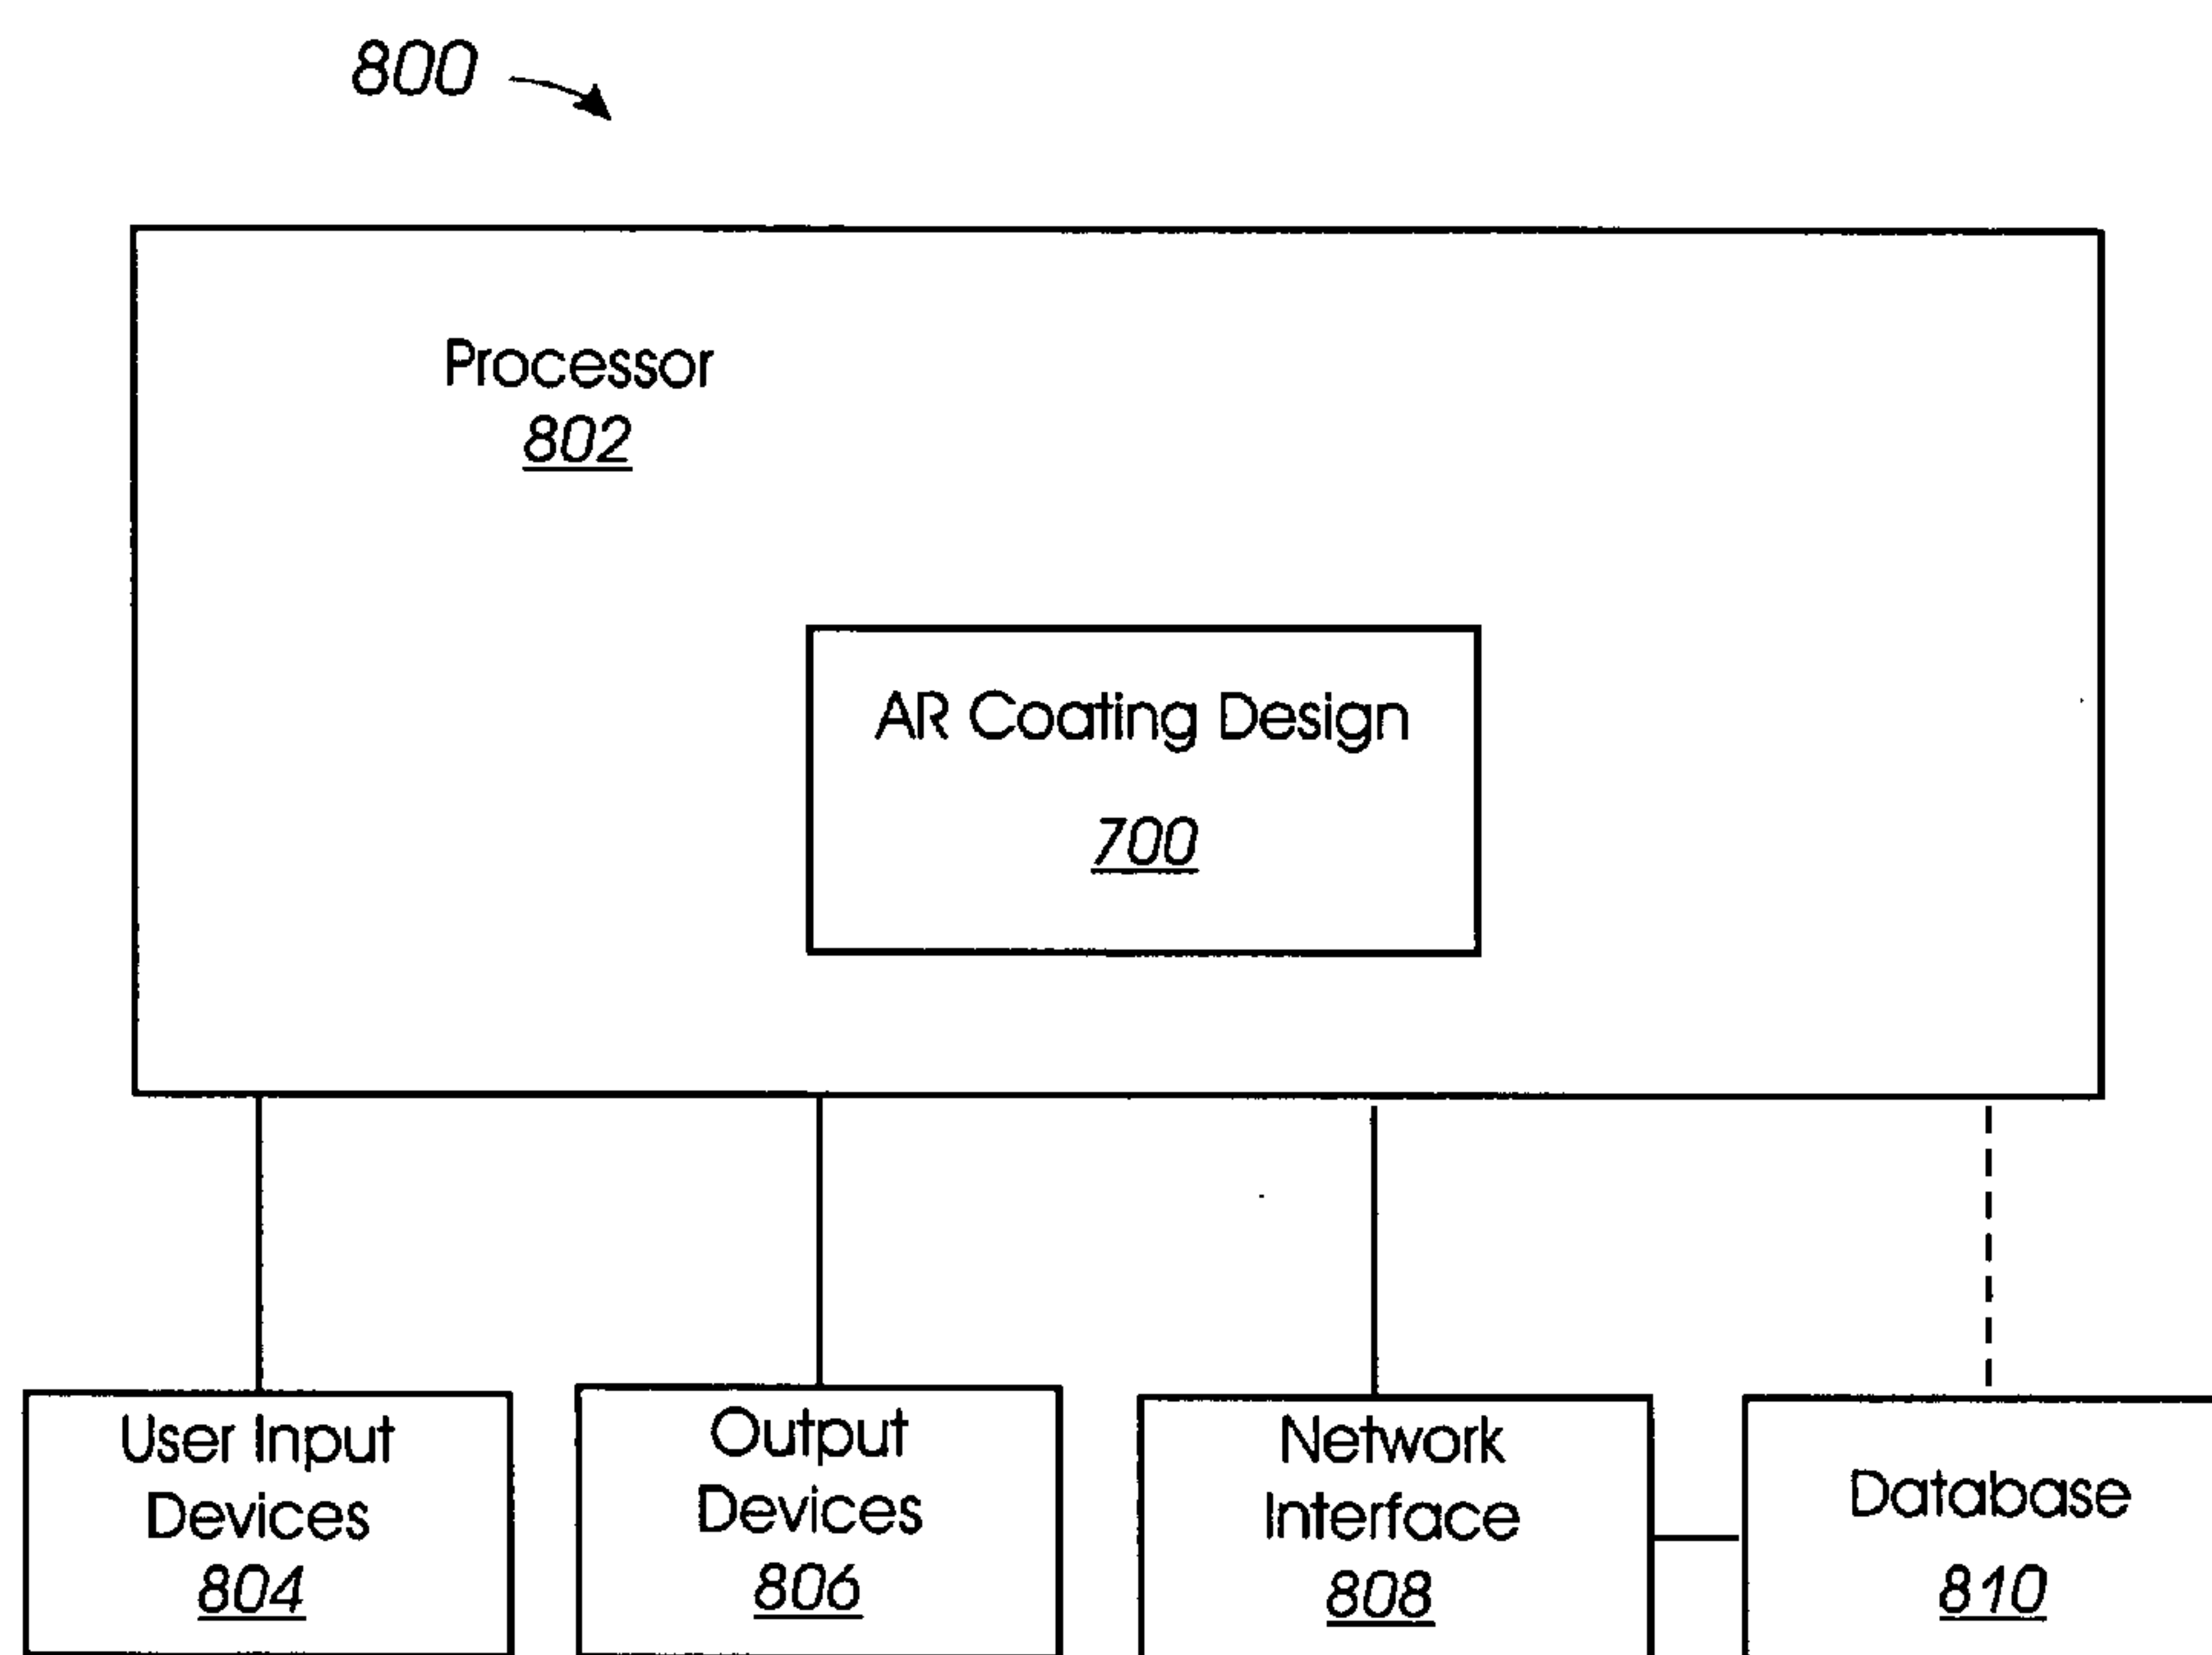 800
Processor
802
AR Coating Design
700
User Input
Devices
804
Output
Devices
806
Network
Interface
808
Database
810